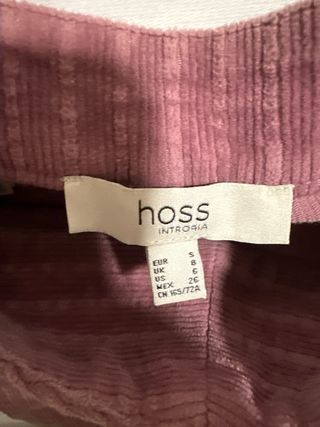 hoss
INTROPIA
EUR S
UK 8
US 6
MEX 26
CN 165/72A